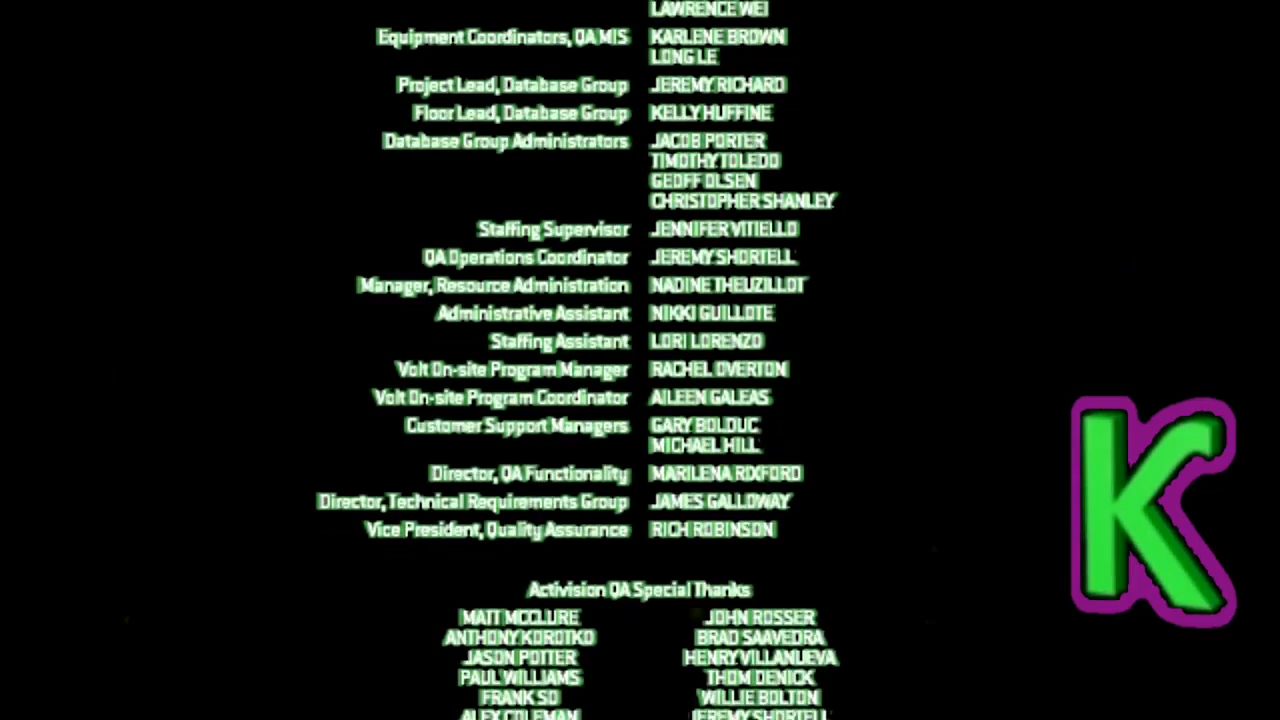 LAWRENCE WEI
Equipment Coordinators, QA MIS KARLENE BROWN
LONG LE
Project Lead, Database Group JEREMY RICHARD
Floor Lead, Database Group KELLY HUFFINE
Database Group Administrators JACOB PORTER
TIMOTHY TOLEDO
GEOFF OLSEN
CHRISTOPHER SHANLEY
Staffing Supervisor JENNIFER VITIELLO
QA Operations Coordinator JEREMY SHORTELL
Manager, Resource Administration NADINE THEUZILLOT
Administrative Assistant NIKKI GUILLOTE
Staffing Assistant LORI LORENZO
Volt On-site Program Manager RACHEL OVERTON
Volt On-site Program Coordinator AILEEN GALEAS
Customer Support Managers GARY BOLDUC
MICHAEL HILL
Director, QA Functionality MARILENA RIXFORD
Director, Technical Requirements Group JAMES GALLOWAY
Vice President, Quality Assurance RICH ROBINSON
K
Activision QA Special Thanks
MATT MCCLURE JOHN ROSSER
ANTHONY KOROTKO BRAD SAAVEDRA
JASON POTTER HENRY VILLANUEVA
PAUL WILLIAMS THOM DENICK
FRANK SO WILLIE BOLTON
ALEX COLEMAN JEREMY SHORTELL